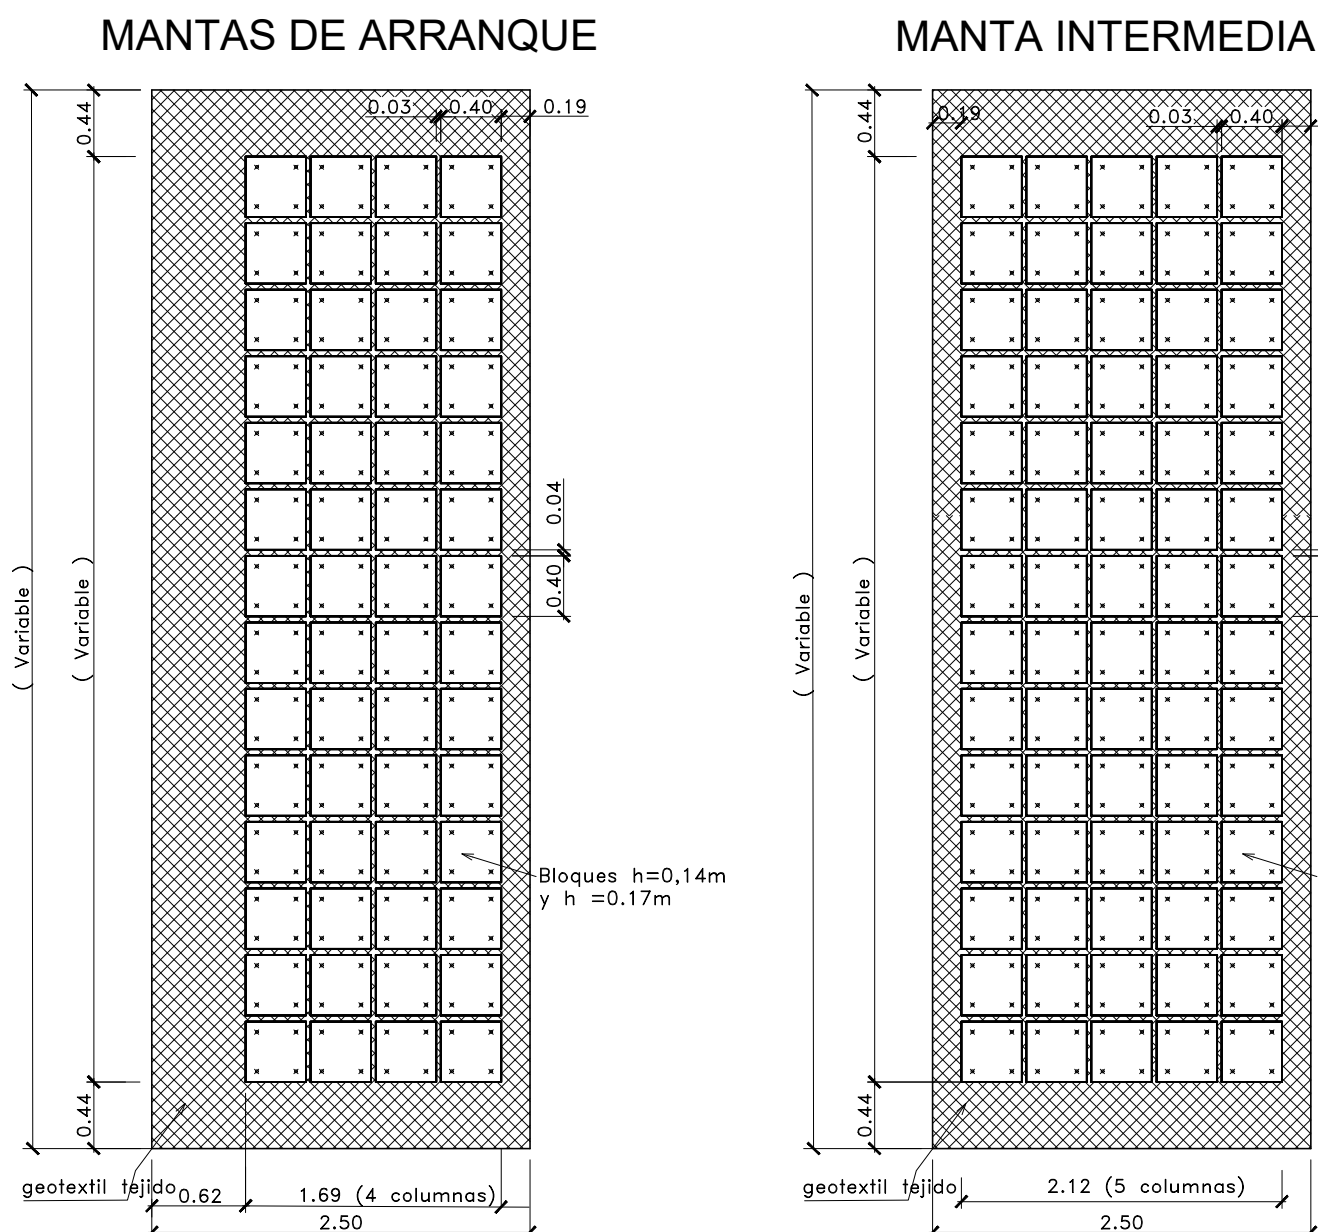 MANTAS DE ARRANQUE
0.44
0.03
0.40
0.19
( Variable )
( Variable )
0.04
0.40
Bloques h=0,14m
y h =0.17m
0.44
geotextil tejido
0.62
1.69 (4 columnas)
2.50
MANTA INTERMEDIA
0.44
0.19
0.03
0.40
( Variable )
( Variable )
0.44
geotextil tejido
2.12 (5 columnas)
2.50